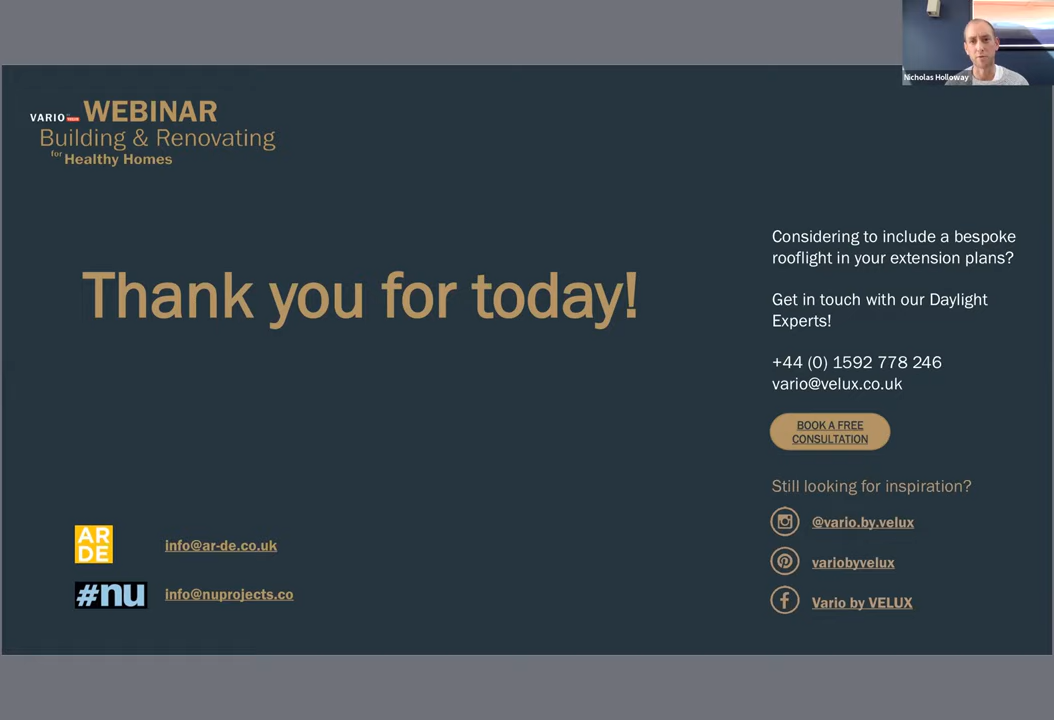 Nicholas Holloway
VARIO WEBINAR
Building & Renovating
for Healthy Homes
Thank you for today!
Considering to include a bespoke
rooflight in your extension plans?
Get in touch with our Daylight
Experts!
+44 (0) 1592 778 246
vario@velux.co.uk
BOOK A FREE
CONSULTATION
Still looking for inspiration?
@vario.by.velux
variobyvelux
Vario by VELUX
AR
DE
info@ar-de.co.uk
#nu
info@nuprojects.co